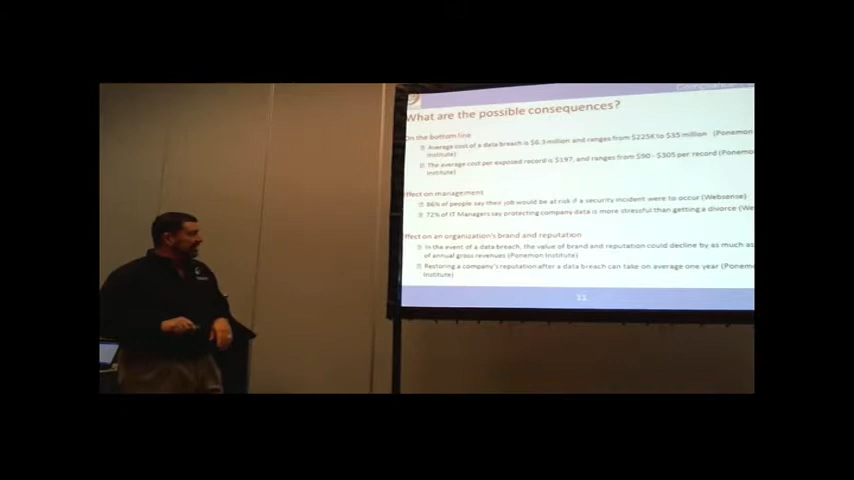 What are the possible consequences?
On the bottom line
Average cost of a data breach is $6.3 million and ranges from $225K to $35 million (Ponemon
Institute)
The average cost per exposed record is $197, and ranges from $90 - $305 per record (Ponemo
Institute)
Effect on management
86% of people say their job would be at risk if a security incident were to occur (Websense)
72% of IT Managers say protecting company data is more stressful than getting a divorce (We
Effect on an organization's brand and reputation
In the event of a data breach, the value of brand and reputation could decline by as much as
of annual gross revenues (Ponemon Institute)
Restoring a company's reputation after a data breach can take on average one year (Ponem
Institute)
11